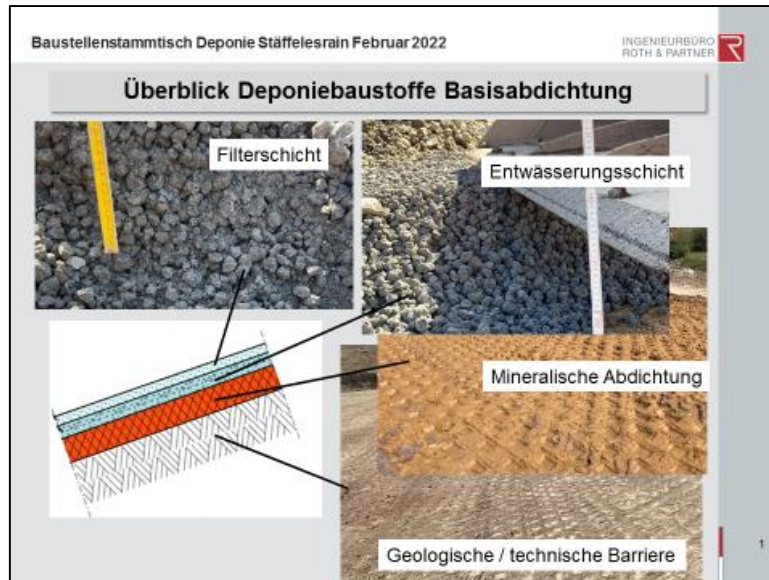 Baustellenstammtisch Deponie Stäffelesrain Februar 2022
INGENIEURBÜRO
ROTH & PARTNER
Überblick Deponiebaustoffe Basisabdichtung
Filterschicht
Entwässerungsschicht
Mineralische Abdichtung
Geologische / technische Barriere
1